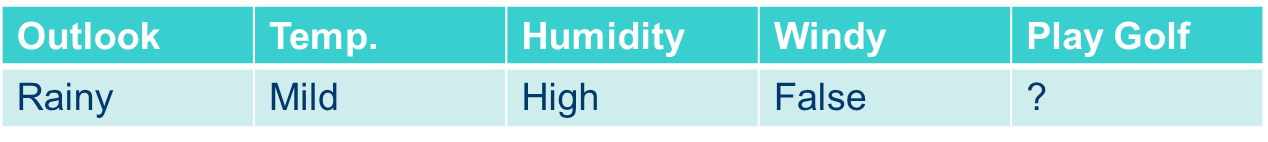 Outlook Temp. Humidity Windy Play Golf
Rainy Mild High False ?